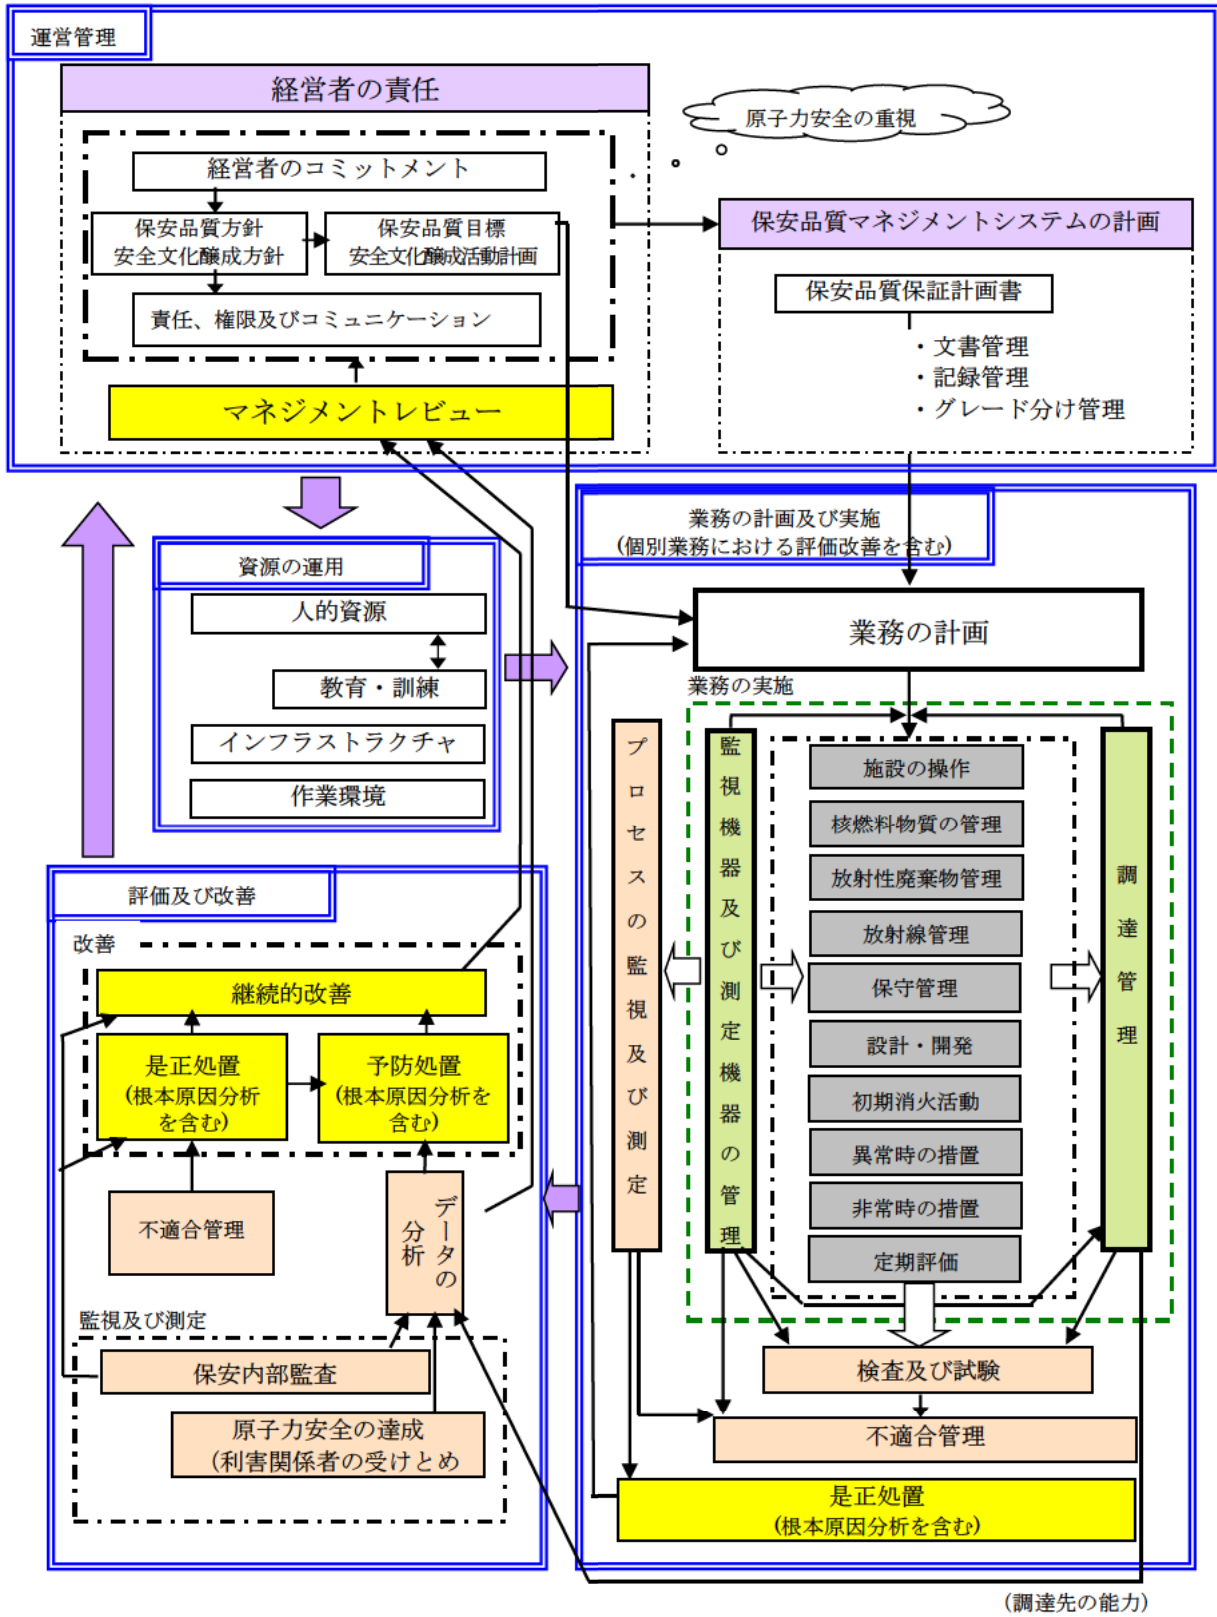 運営管理
経営者の責任
原子力安全の重視
経営者のコミットメント
保安品質方針
安全文化醸成方針
保安品質目標
安全文化醸成活動計画
責任、権限及びコミュニケーション
マネジメントレビュー
保安品質マネジメントシステムの計画
保安品質保証計画書
・文書管理
・記録管理
・グレード分け管理
資源の運用
人的資源
教育・訓練
インフラストラクチャ
作業環境
業務の計画及び実施
(個別業務における評価改善を含む)
業務の計画
業務の実施
プロセスの監視及び測定
監視機器及び測定機器の管理
施設の操作
核燃料物質の管理
放射性廃棄物管理
放射線管理
保守管理
設計・開発
初期消火活動
異常時の措置
非常時の措置
定期評価
調達管理
検査及び試験
不適合管理
是正処置
(根本原因分析を含む)
評価及び改善
改善
継続的改善
是正処置
(根本原因分析
を含む)
予防処置
(根本原因分析を
含む)
不適合管理
データの
分析
監視及び測定
保安内部監査
原子力安全の達成
(利害関係者の受けとめ
(調達先の能力)